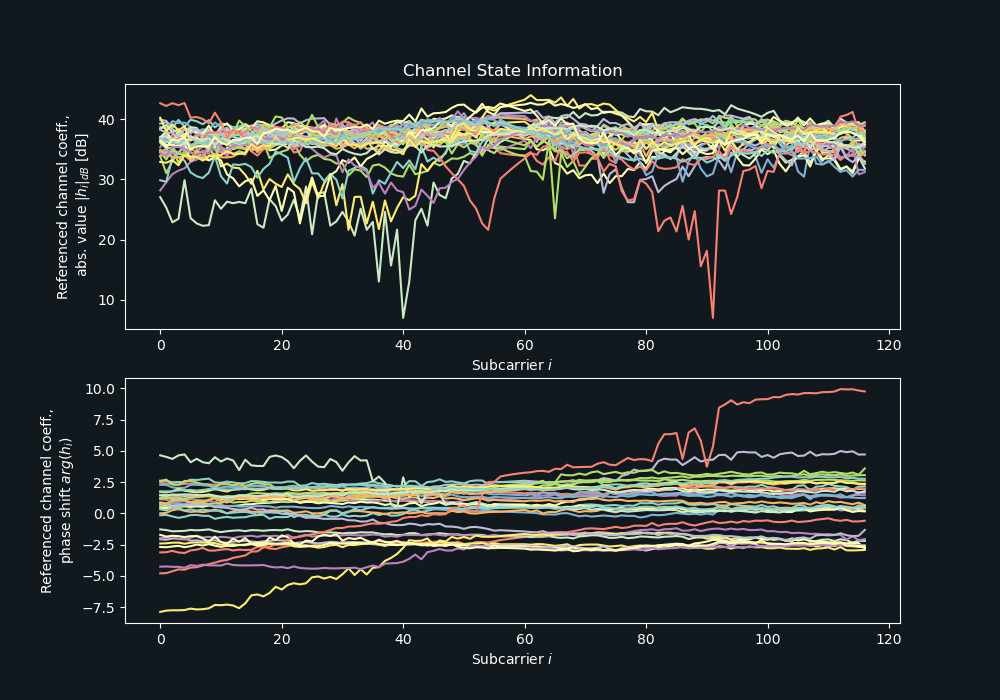 Channel State Information
Referenced channel coeff.,
abs. value |h_i|_{dB} [dB]
40
30
20
10
0 20 40 60 80 100 120
Subcarrier i
Referenced channel coeff.,
phase shift arg(h_i)
10.0
7.5
5.0
2.5
0.0
−2.5
−5.0
−7.5
0 20 40 60 80 100 120
Subcarrier i